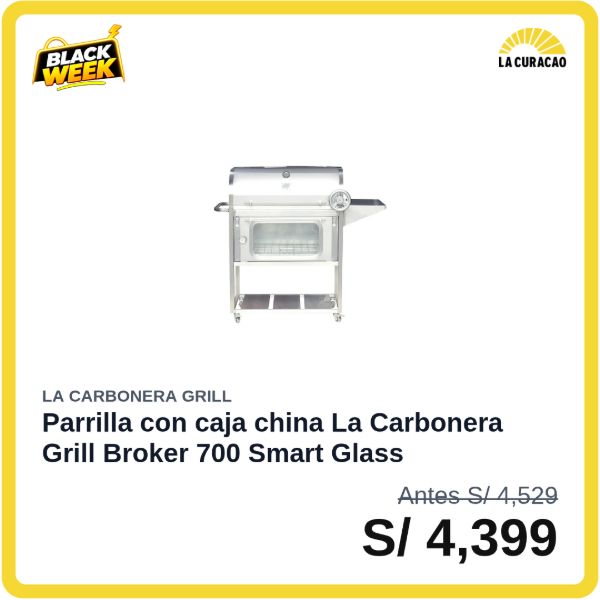 BLACK
WEEK
LA CURACAO
LA CARBONERA GRILL
Parrilla con caja china La Carbonera
Grill Broker 700 Smart Glass
Antes S/ 4,529
S/ 4,399